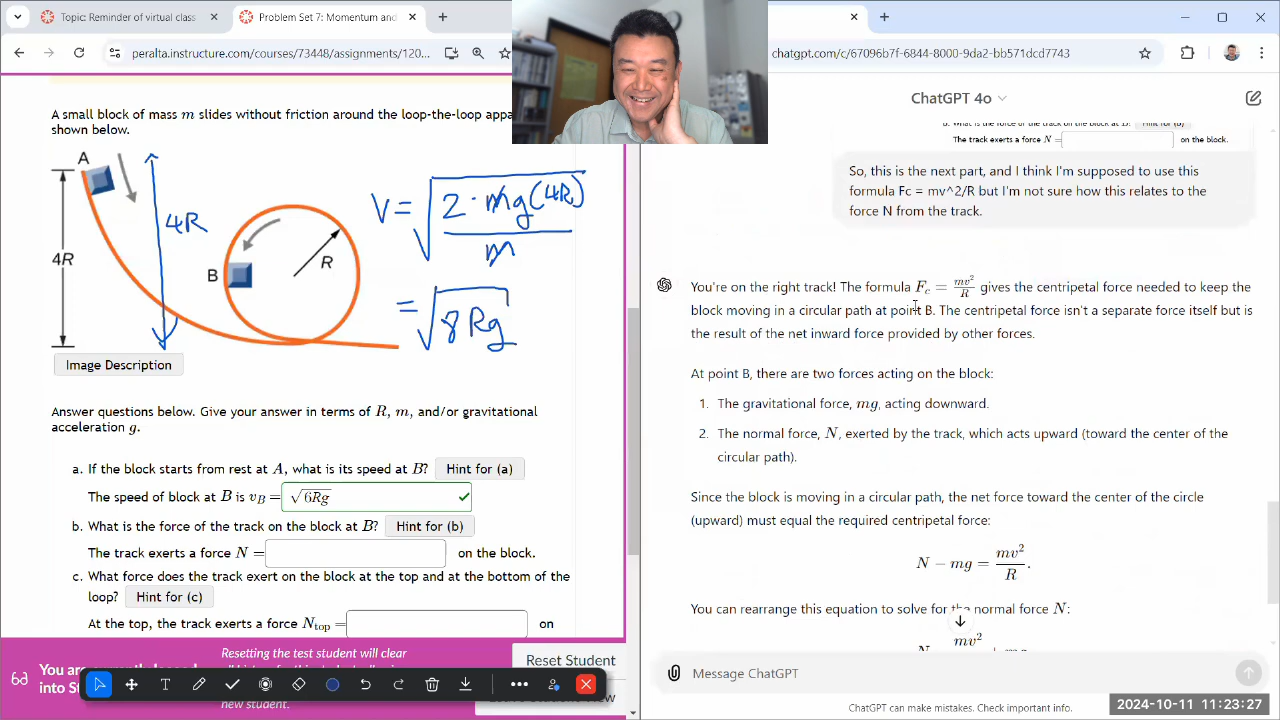 Topic: Reminder of virtual class
Problem Set 7: Momentum and
peralta.instructure.com/courses/73448/assignments/120...
A small block of mass m slides without friction around the loop-the-loop appa
shown below.
A
4R
4R
B
R
V = √(2·mg(4R)/m)
= √8Rg
Image Description
Answer questions below. Give your answer in terms of R, m, and/or gravitational
acceleration g.
a. If the block starts from rest at A, what is its speed at B? Hint for (a)
The speed of block at B is v_B = √6Rg
b. What is the force of the track on the block at B? Hint for (b)
The track exerts a force N = on the block.
c. What force does the track exert on the block at the top and at the bottom of the
loop? Hint for (c)
At the top, the track exerts a force N_top = on
Resetting the test student will clear
new student.
You are
into St
Reset Student
chatgpt.com/c/67096b7f-6844-8000-9da2-bb571dcd7743
ChatGPT 4o
b. What is the force of the track on the block at B? Hint for (b)
The track exerts a force N = on the block.
So, this is the next part, and I think I'm supposed to use this
formula Fc = mv^2/R but I'm not sure how this relates to the
force N from the track.
You're on the right track! The formula F_c = mv²/R gives the centripetal force needed to keep the
block moving in a circular path at point B. The centripetal force isn't a separate force itself but is
the result of the net inward force provided by other forces.
At point B, there are two forces acting on the block:
1. The gravitational force, mg, acting downward.
2. The normal force, N, exerted by the track, which acts upward (toward the center of the
circular path).
Since the block is moving in a circular path, the net force toward the center of the circle
(upward) must equal the required centripetal force:
N − mg = mv²/R.
You can rearrange this equation to solve for the normal force N:
mv²
Message ChatGPT
ChatGPT can make mistakes. Check important info.
2024-10-11 11:23:27